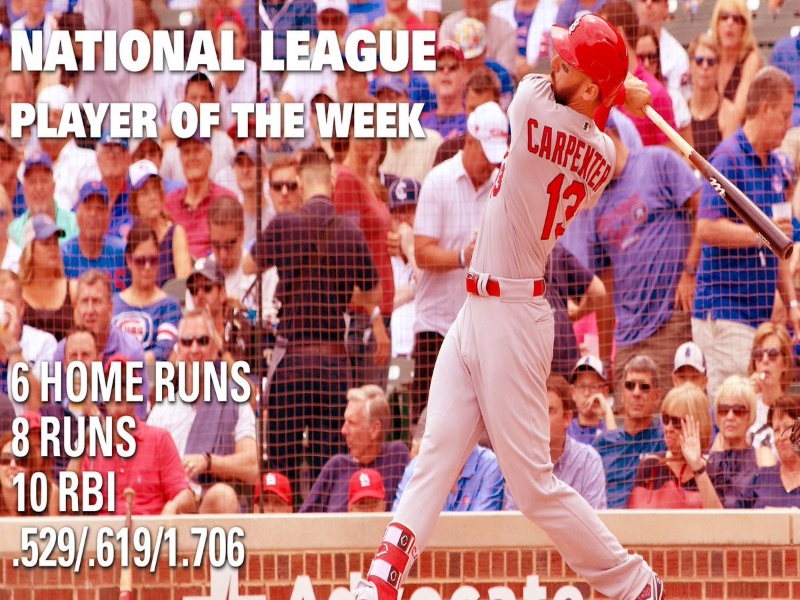 NATIONAL LEAGUE
PLAYER OF THE WEEK
CARPENTER
13
6 HOME RUNS
8 RUNS
10 RBI
.529/.619/1.706
Advocate